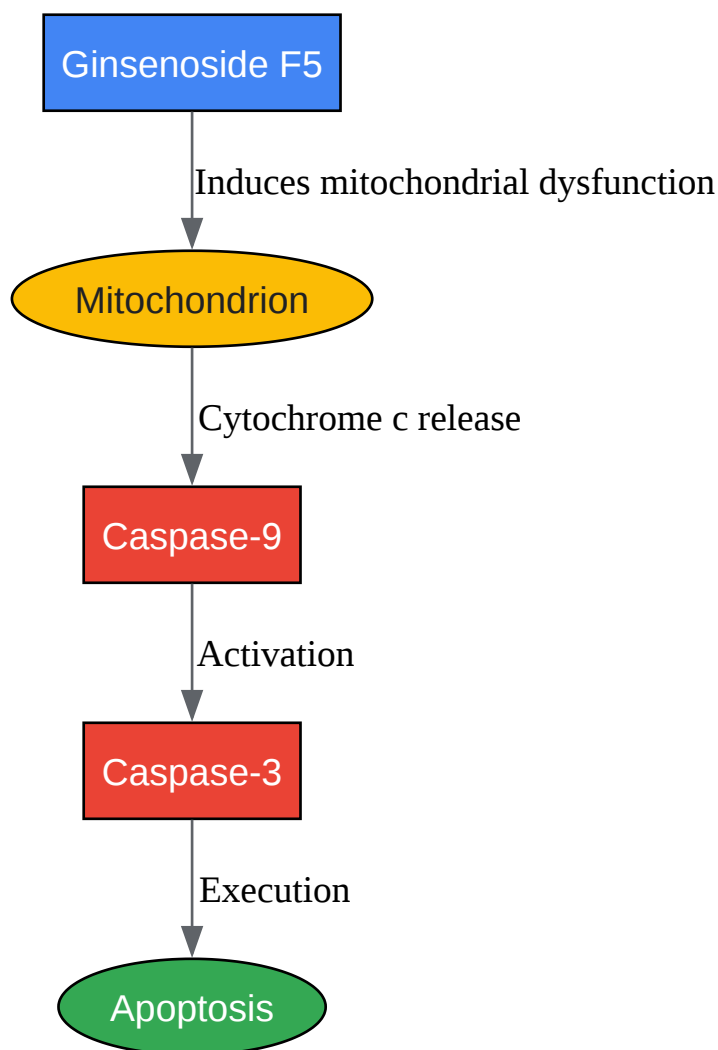 Ginsenoside F5
Induces mitochondrial dysfunction
Mitochondrion
Cytochrome c release
Caspase-9
Activation
Caspase-3
Execution
Apoptosis